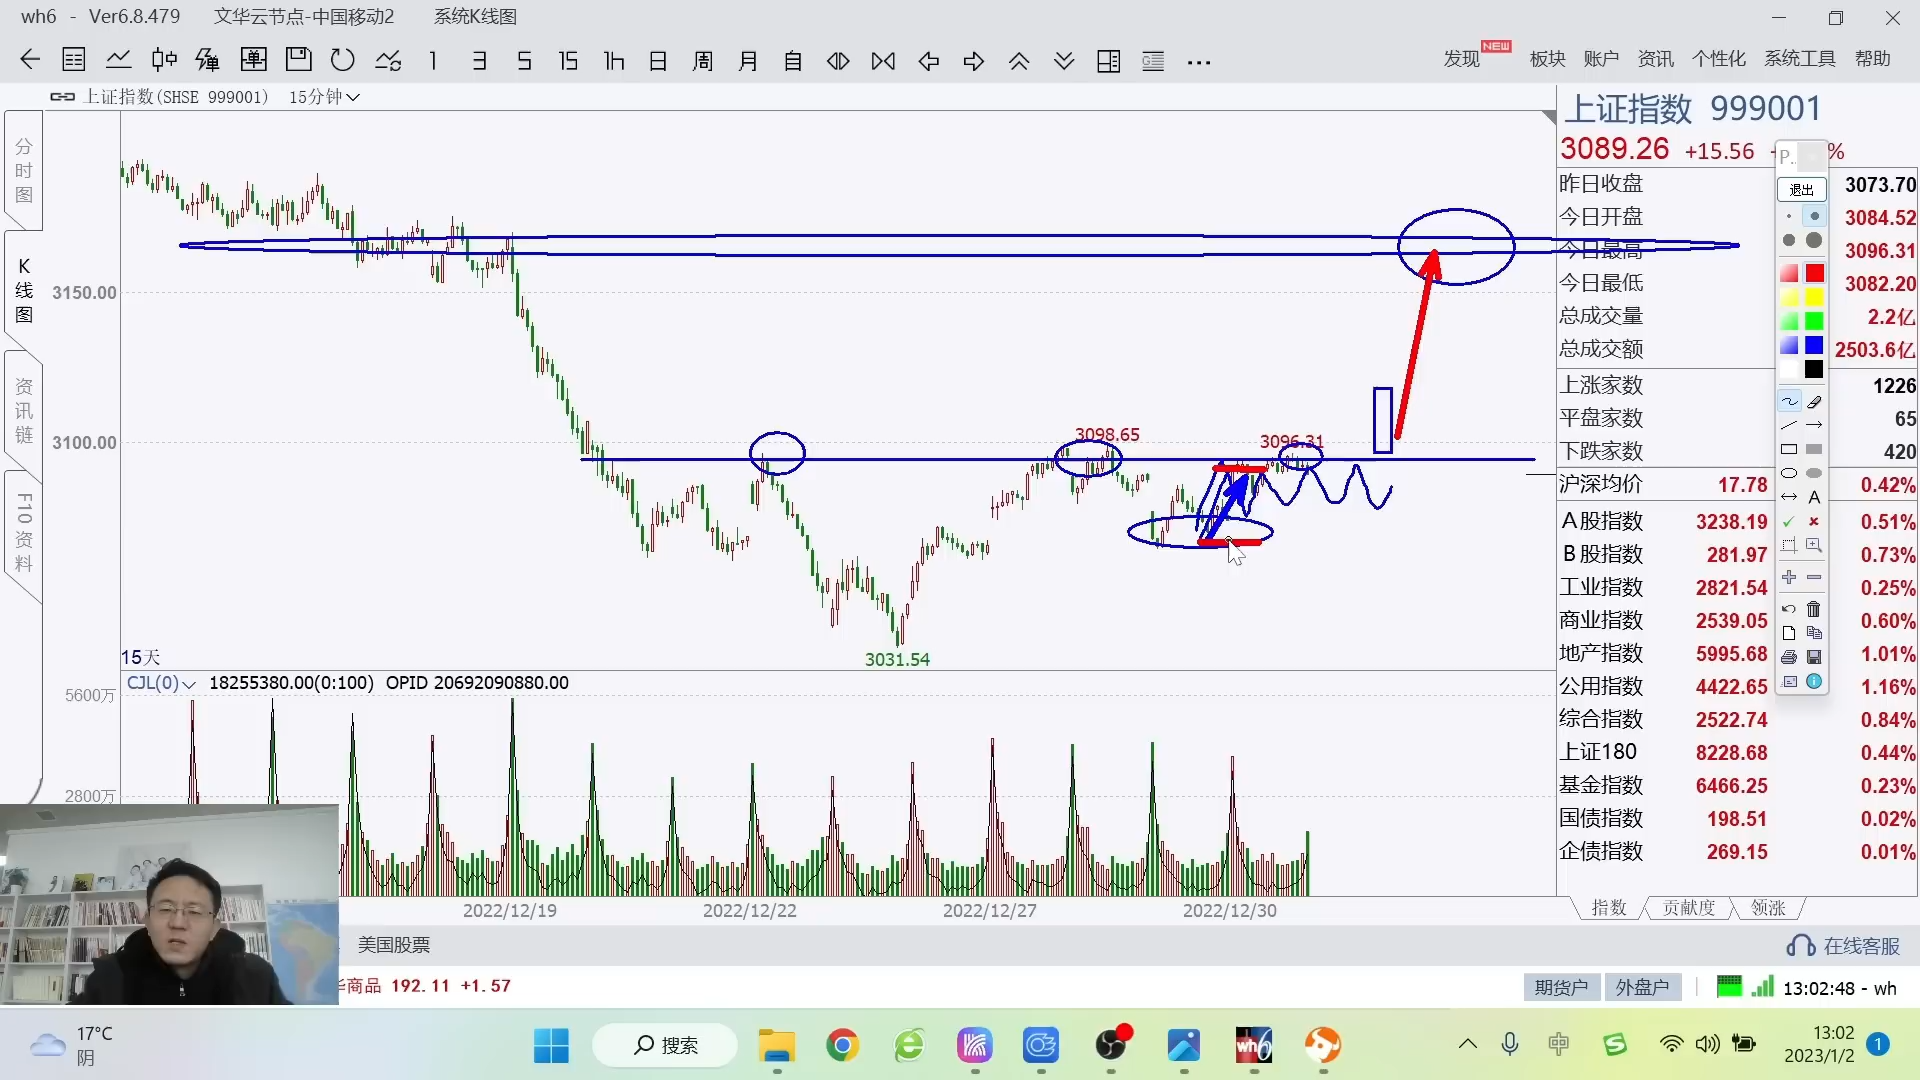 wh6 - Ver6.8.479 文华云节点-中国移动2 系统K线图
1 3 5 15 1h 日 周 月 自 ...
发现 NEW 板块 账户 资讯 个性化 系统工具 帮助
上证指数(SHSE 999001) 15分钟
分时图
K线图
资讯链
F10资料
3150.00
3100.00
3098.65
3096.31
3031.54
15天
CJL(0) 18255380.00(0:100) OPID 20692090880.00
5600万
2800万
2022/12/19 2022/12/22 2022/12/27 2022/12/30
上证指数 999001
3089.26 +15.56 %
昨日收盘 3073.70
今日开盘 3084.52
今日最高 3096.31
今日最低 3082.20
总成交量 2.2亿
总成交额 2503.6亿
上涨家数 1226
平盘家数 65
下跌家数 420
沪深均价 17.78 0.42%
A股指数 3238.19 0.51%
B股指数 281.97 0.73%
工业指数 2821.54 0.25%
商业指数 2539.05 0.60%
地产指数 5995.68 1.01%
公用指数 4422.65 1.16%
综合指数 2522.74 0.84%
上证180 8228.68 0.44%
基金指数 6466.25 0.23%
国债指数 198.51 0.02%
企债指数 269.15 0.01%
P..
退出
A
指数 贡献度 领涨
美国股票
在线客服
商品 192.11 +1.57
期货户 外盘户 13:02:48 - wh
17°C
阴
搜索
wh6
中
13:02
2023/1/2
1